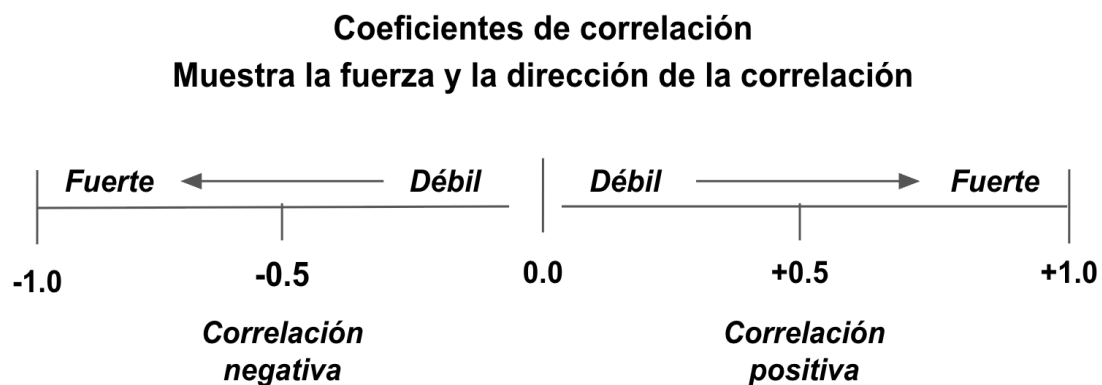 Coeficientes de correlación
Muestra la fuerza y la dirección de la correlación
Fuerte Débil Débil Fuerte
-1.0 -0.5 0.0 +0.5 +1.0
Correlación Correlación
negativa positiva